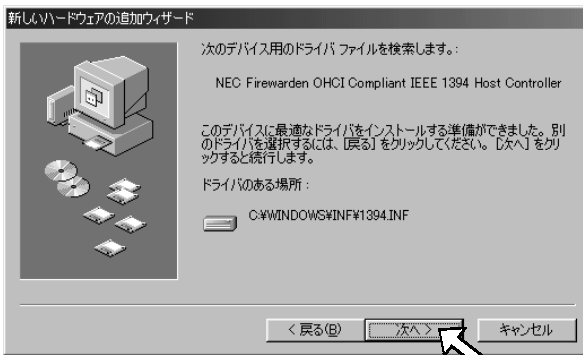 新しいハードウェアの追加ウィザード
次のデバイス用のドライバ ファイルを検索します。:
NEC Firewarden OHCI Compliant IEEE 1394 Host Controller
このデバイスに最適なドライバをインストールする準備ができました。別
のドライバを選択するには、[戻る] をクリックしてください。[次へ] をクリ
ックすると続行します。
ドライバのある場所:
C:¥WINDOWS¥INF¥1394.INF
< 戻る(B)
次へ >
キャンセル